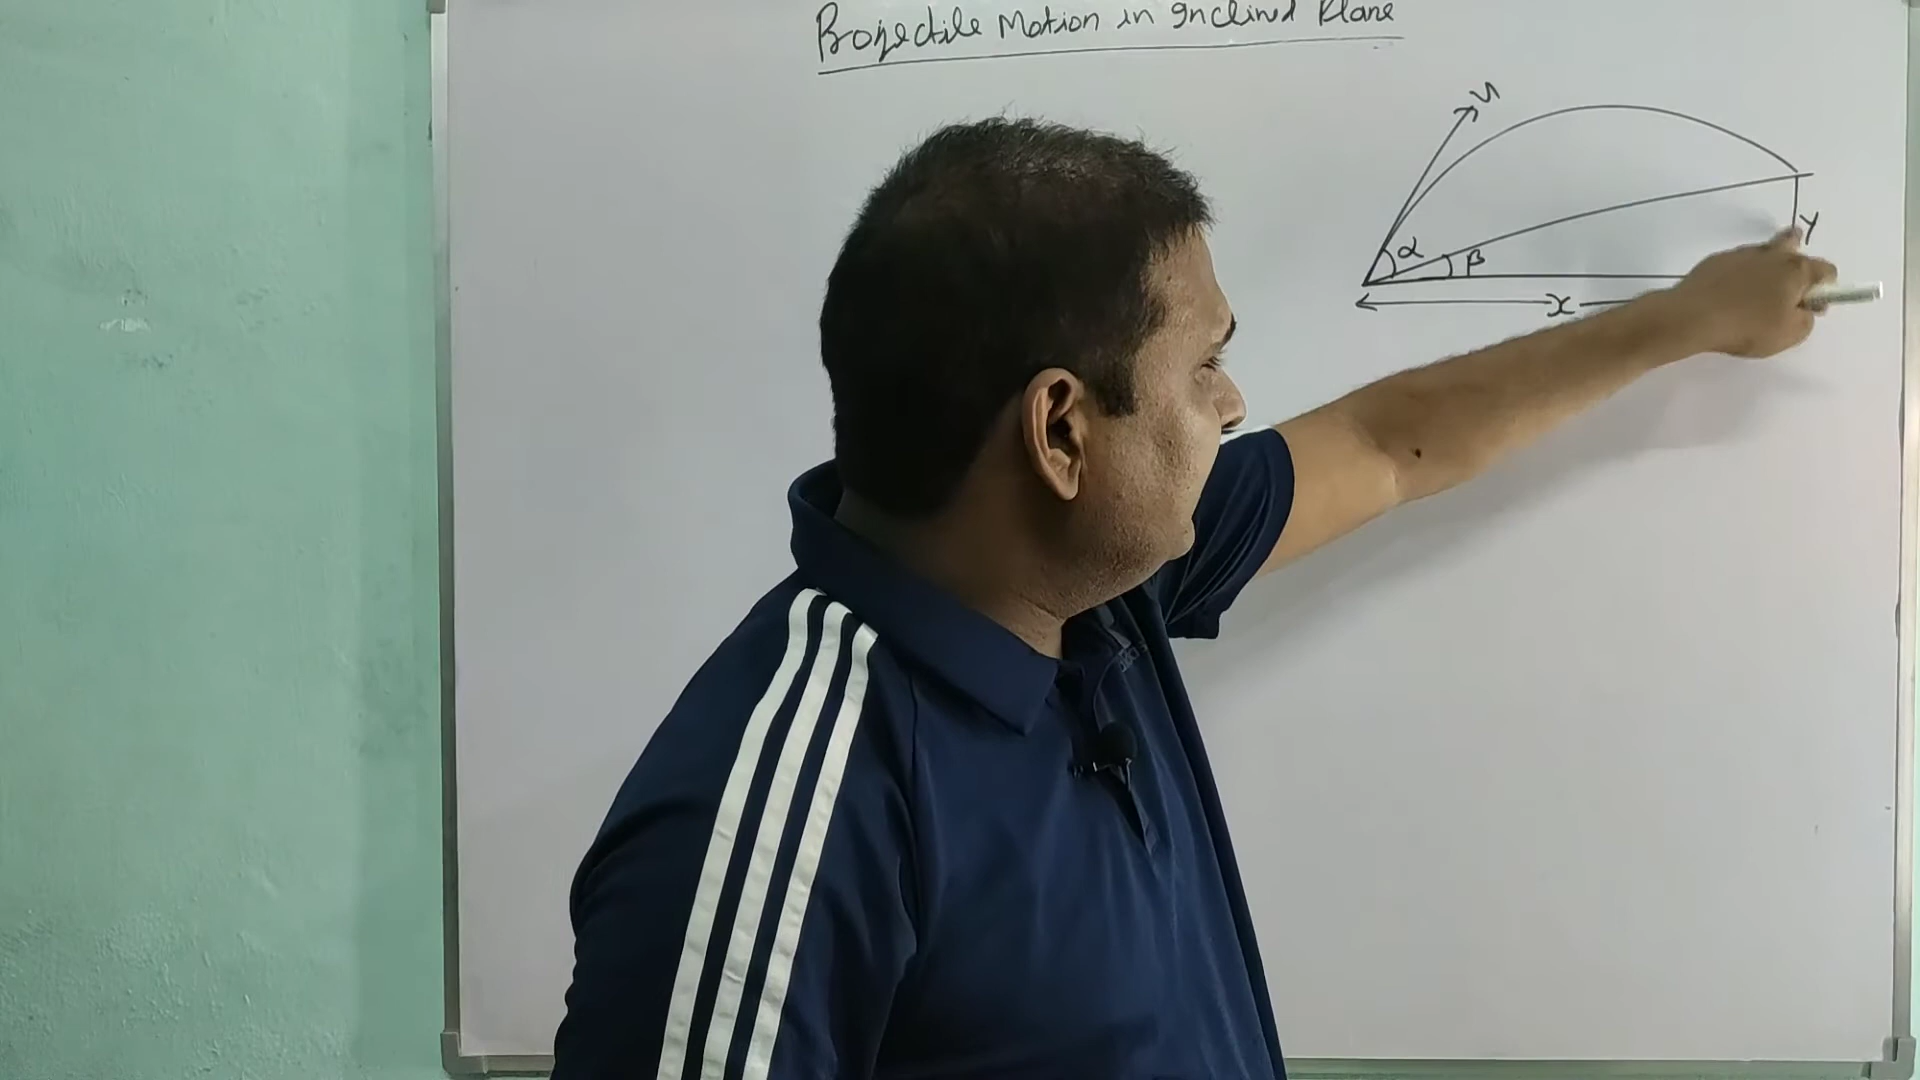 Projectile Motion in Inclined Plane
u
α
β
y
x